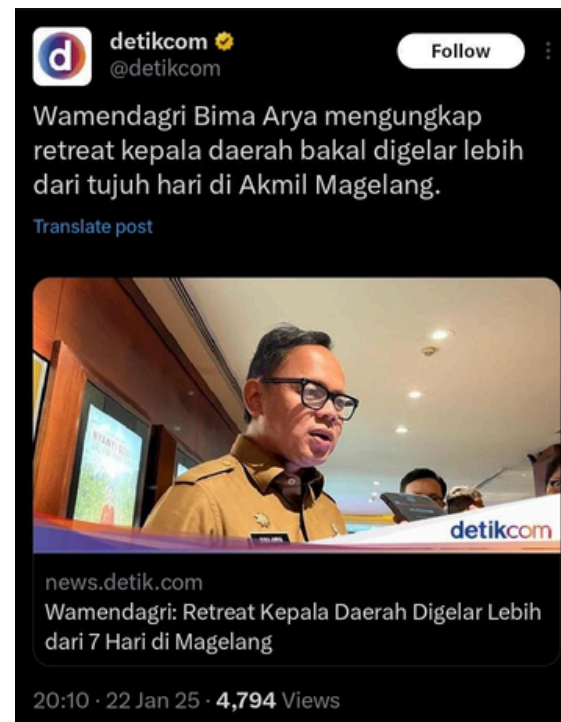 detikcom
@detikcom
Follow
Wamendagri Bima Arya mengungkap
retreat kepala daerah bakal digelar lebih
dari tujuh hari di Akmil Magelang.
Translate post
detikcom
news.detik.com
Wamendagri: Retreat Kepala Daerah Digelar Lebih
dari 7 Hari di Magelang
20:10 · 22 Jan 25 · 4,794 Views